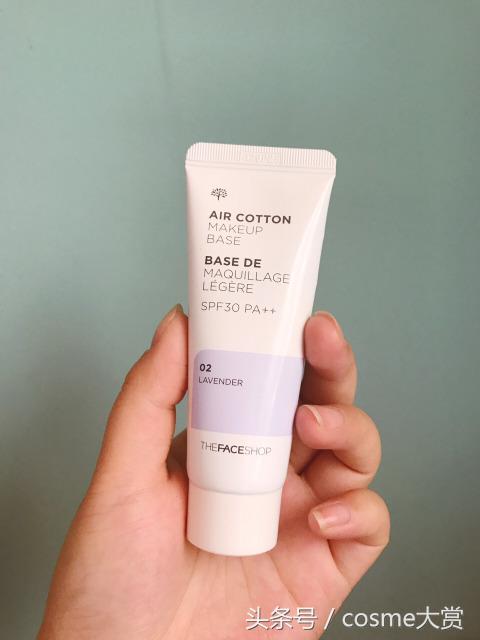 AIR COTTON
MAKEUP
BASE
BASE DE
MAQUILLAGE
LÉGÈRE
SPF30 PA++
02
LAVENDER
THEFACESHOP
头条号 / cosme大赏